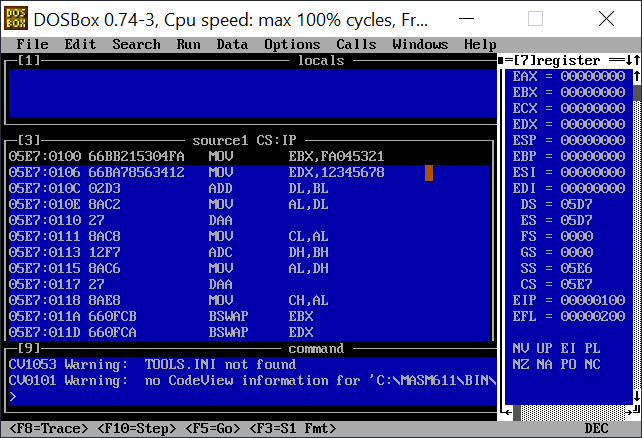 DOSBox 0.74-3, Cpu speed: max 100% cycles, Fr...
File Edit Search Run Data Options Calls Windows Help
[1] locals
[3] source1 CS:IP
05E7:0100 66BB215304FA MOV EBX,FA045321
05E7:0106 66BA78563412 MOV EDX,12345678
05E7:010C 02D3 ADD DL,BL
05E7:010E 8AC2 MOV AL,DL
05E7:0110 27 DAA
05E7:0111 8AC8 MOV CL,AL
05E7:0113 12F7 ADC DH,BH
05E7:0115 8AC6 MOV AL,DH
05E7:0117 27 DAA
05E7:0118 8AE8 MOV CH,AL
05E7:011A 660FCB BSWAP EBX
05E7:011D 660FCA BSWAP EDX
[9] command
CV1053 Warning: TOOLS.INI not found
CV0101 Warning: no CodeView information for 'C:\MASM611\BIN\
>
[7]register
EAX = 00000000
EBX = 00000000
ECX = 00000000
EDX = 00000000
ESP = 00000000
EBP = 00000000
ESI = 00000000
EDI = 00000000
DS = 05D7
ES = 05D7
FS = 0000
GS = 0000
SS = 05E6
CS = 05E7
EIP = 00000100
EFL = 00000200
NV UP EI PL
NZ NA PO NC
<F8=Trace> <F10=Step> <F5=Go> <F3=S1 Fmt> DEC